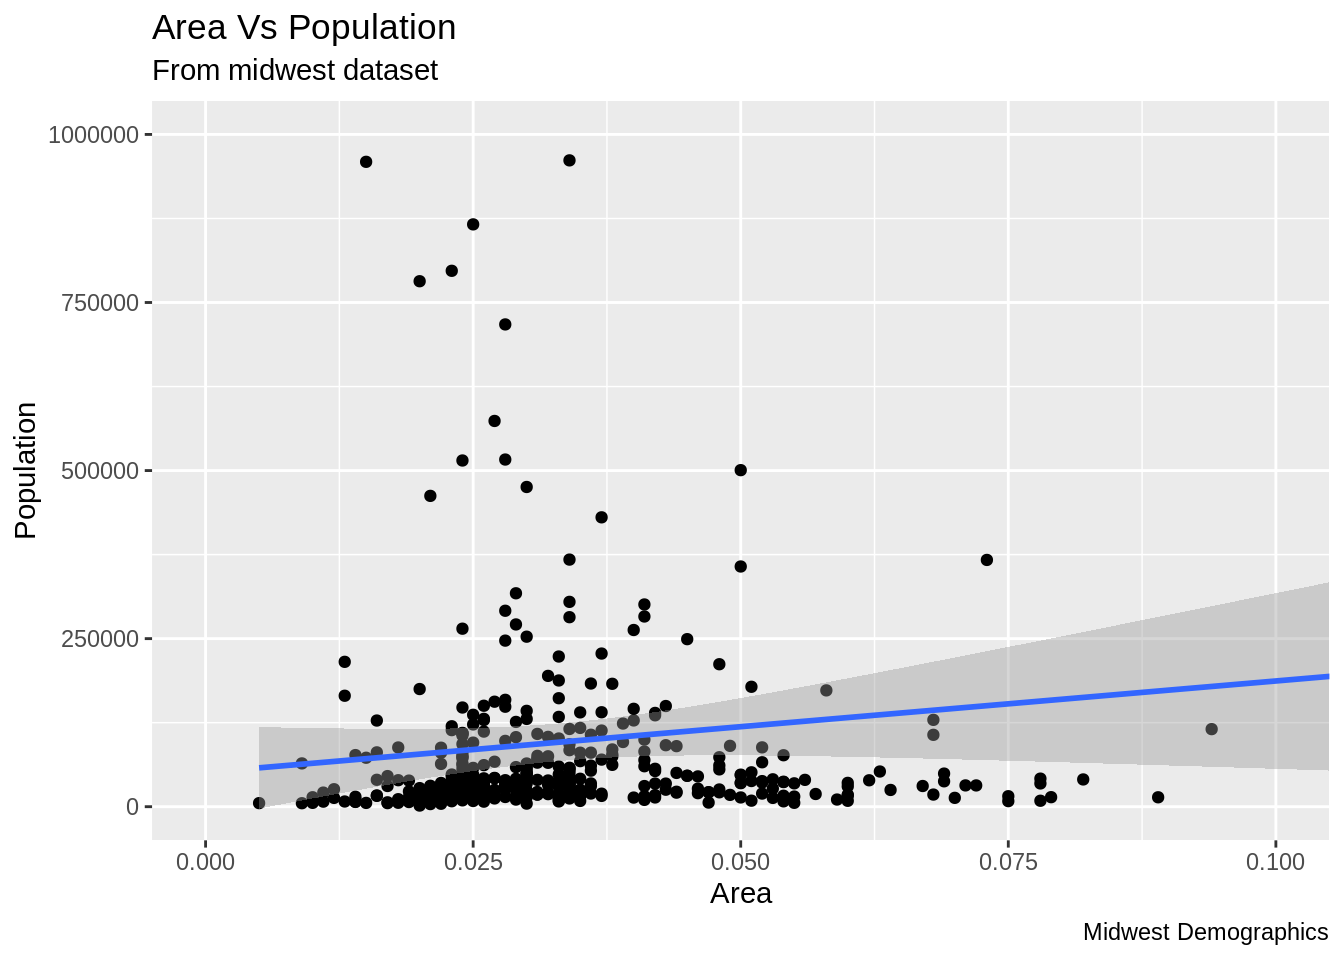 Area Vs Population
From midwest dataset
1000000
750000
500000
250000
0
Population
0.000 0.025 0.050 0.075 0.100
Area
Midwest Demographics